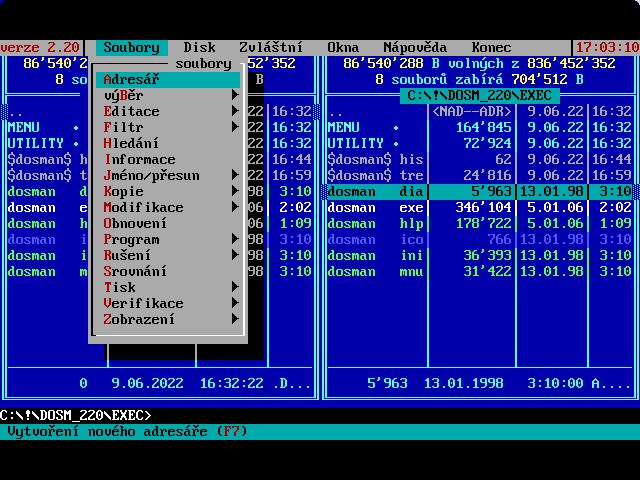 verze 2.20 Soubory Disk Zvláštní Okna Nápověda Konec 17:03:10
86'540' soubory 52'352 86'540'288 B volných z 836'452'352
8 sou B 8 souborů zabírá 704'512 B
Adresář C:\!\DOSM_220\EXEC
výBěr
.. Editace 22 16:32 .. <NAD--ADR> 9.06.22 16:32
MENU Filtr 22 16:32 MENU 164'845 9.06.22 16:32
UTILITY Hledání 22 16:32 UTILITY 72'924 9.06.22 16:32
$dosman$ h Informace 22 16:44 $dosman$ his 62 9.06.22 16:44
$dosman$ t Jméno/přesun 22 16:59 $dosman$ tre 24'816 9.06.22 16:59
dosman d Kopie 98 3:10 dosman dia 5'963 13.01.98 3:10
dosman e Modifikace 06 2:02 dosman exe 346'104 5.01.06 2:02
dosman h Obnovení 06 1:09 dosman hlp 178'722 5.01.06 1:09
dosman i Program 98 3:10 dosman ico 766 13.01.98 3:10
dosman i Rušení 98 3:10 dosman ini 36'393 13.01.98 3:10
dosman m Srovnání 98 3:10 dosman mnu 31'422 13.01.98 3:10
Tisk
Verifikace
Zobrazení
0 9.06.2022 16:32:22 .D... 5'963 13.01.1998 3:10:00 A....
C:\!\DOSM_220\EXEC>
Vytvoření nového adresáře (F7)